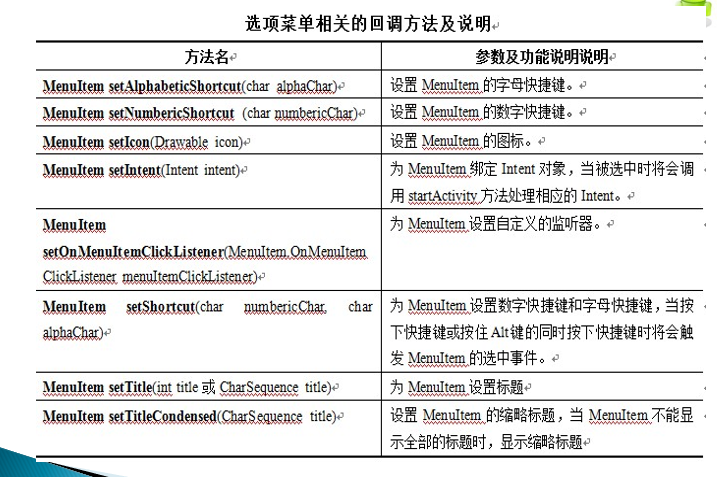 选项菜单相关的回调方法及说明
方法名 参数及功能说明说明
MenuItem setAlphabeticShortcut(char alphaChar) 设置 MenuItem 的字母快捷键。
MenuItem setNumbericShortcut (char numbericChar) 设置 MenuItem 的数字快捷键。
MenuItem setIcon(Drawable icon) 设置 MenuItem 的图标。
MenuItem setIntent(Intent intent) 为 MenuItem 绑定 Intent 对象，当被选中时将会调
用 startActivity 方法处理相应的 Intent。
MenuItem 为 MenuItem 设置自定义的监听器。
setOnMenuItemClickListener(MenuItem.OnMenuItem
ClickListener menuItemClickListener)
MenuItem setShortcut(char numbericChar, char 为 MenuItem 设置数字快捷键和字母快捷键，当按
alphaChar) 下快捷键或按住 Alt 键的同时按下快捷键时将会触
发 MenuItem 的选中事件。
MenuItem setTitle(int title 或 CharSequence title) 为 MenuItem 设置标题
MenuItem setTitleCondensed(CharSequence title) 设置 MenuItem 的缩略标题，当 MenuItem 不能显
示全部的标题时，显示缩略标题